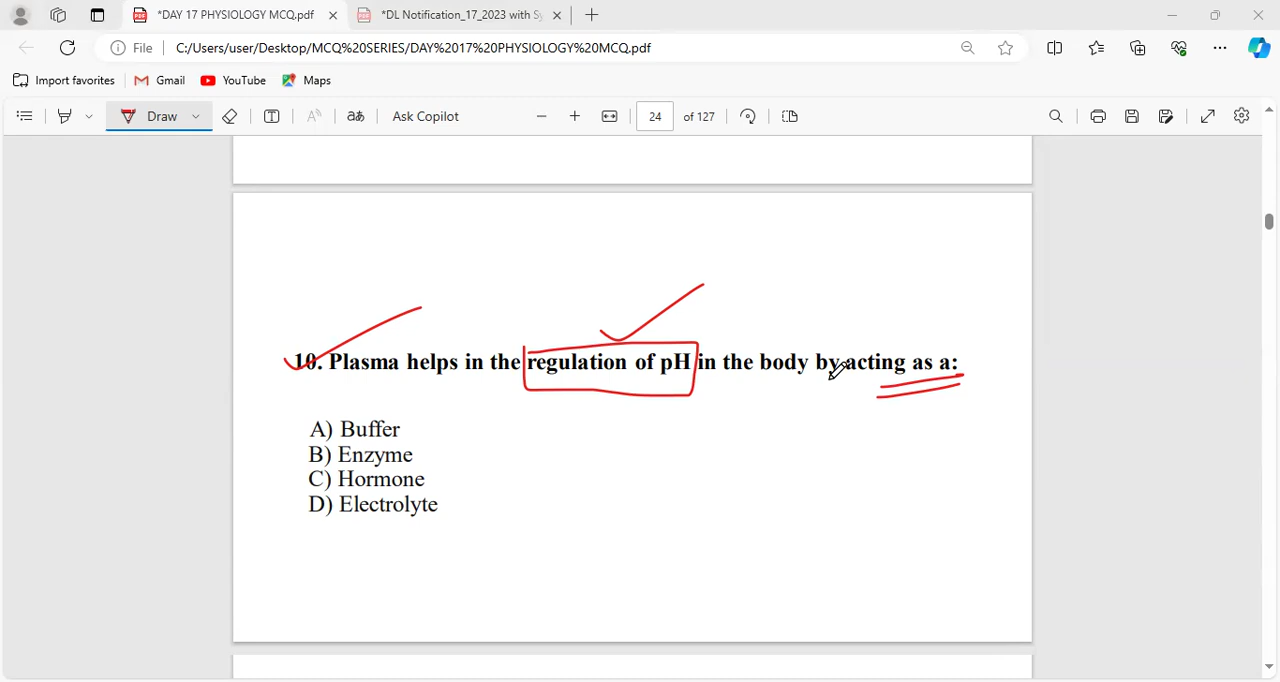 *DAY 17 PHYSIOLOGY MCQ.pdf
*DL Notification_17_2023 with Sy
File
C:/Users/user/Desktop/MCQ%20SERIES/DAY%2017%20PHYSIOLOGY%20MCQ.pdf
Import favorites
Gmail
YouTube
Maps
Draw
aあ
Ask Copilot
24
of 127
10. Plasma helps in the regulation of pH in the body by acting as a:
A) Buffer
B) Enzyme
C) Hormone
D) Electrolyte